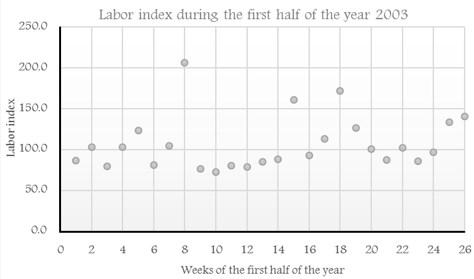 Labor index during the first half of the year 2003
250.0
200.0
150.0
100.0
50.0
0.0
Labor index
0 2 4 6 8 10 12 14 16 18 20 22 24 26
Weeks of the first half of the year